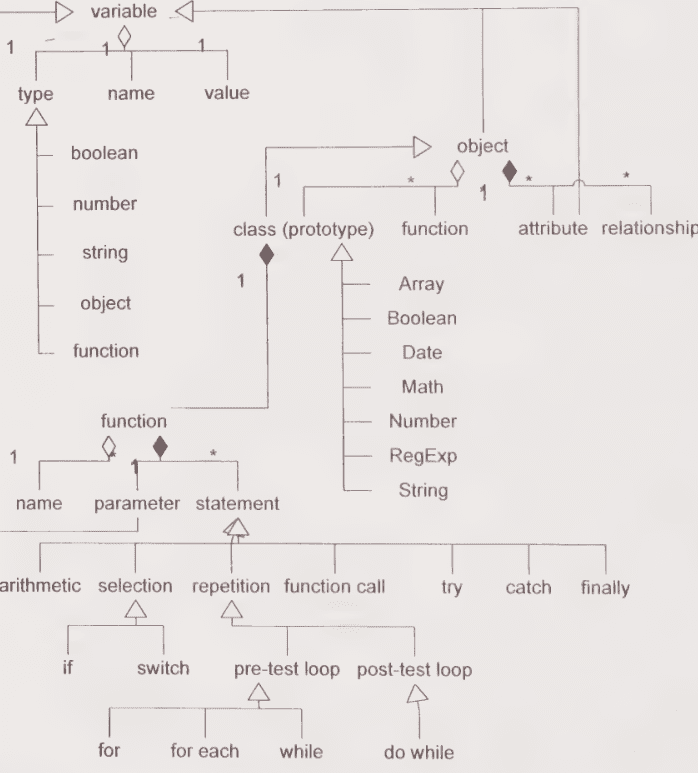 variable
1 1 1
type name value
boolean
number
string
object
function
object
1 * 1 * *
class (prototype) function attribute relationship
1
Array
Boolean
Date
Math
Number
RegExp
String
function
1 * 1 *
name parameter statement
arithmetic selection repetition function call try catch finally
if switch pre-test loop post-test loop
for for each while do while